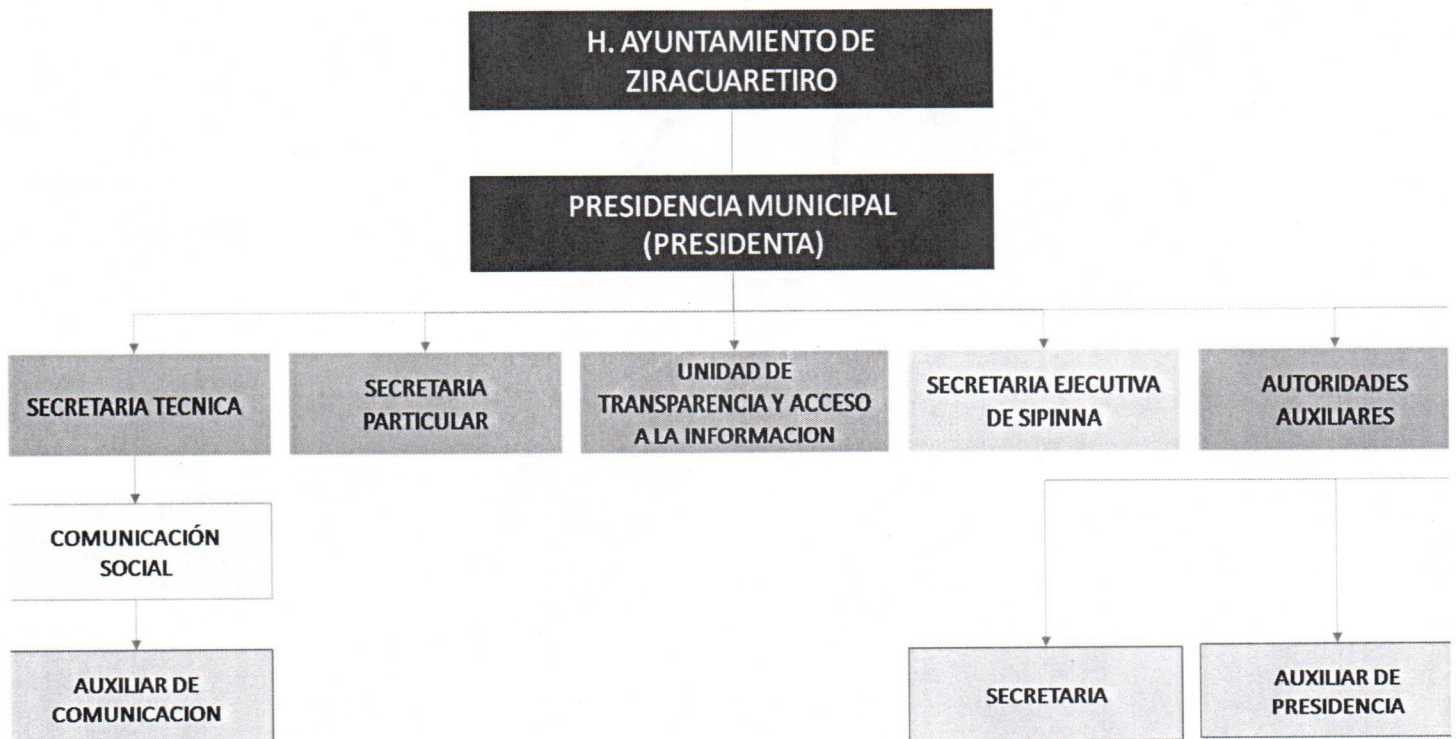 H. AYUNTAMIENTO DE
ZIRACUARETIRO
PRESIDENCIA MUNICIPAL
(PRESIDENTA)
SECRETARIA TECNICA
SECRETARIA
PARTICULAR
UNIDAD DE
TRANSPARENCIA Y ACCESO
A LA INFORMACION
SECRETARIA EJECUTIVA
DE SIPINNA
AUTORIDADES
AUXILIARES
COMUNICACIÓN
SOCIAL
AUXILIAR DE
COMUNICACION
SECRETARIA
AUXILIAR DE
PRESIDENCIA